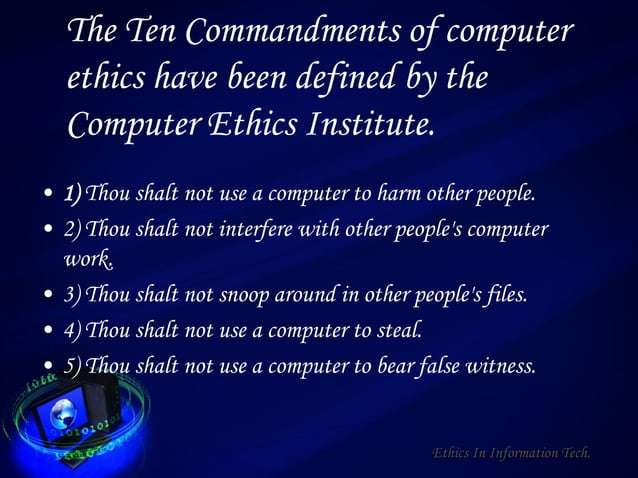 The Ten Commandments of computer
ethics have been defined by the
Computer Ethics Institute.
• 1) Thou shalt not use a computer to harm other people.
• 2) Thou shalt not interfere with other people's computer
work.
• 3) Thou shalt not snoop around in other people's files.
• 4) Thou shalt not use a computer to steal.
• 5) Thou shalt not use a computer to bear false witness.
Ethics In Information Tech.